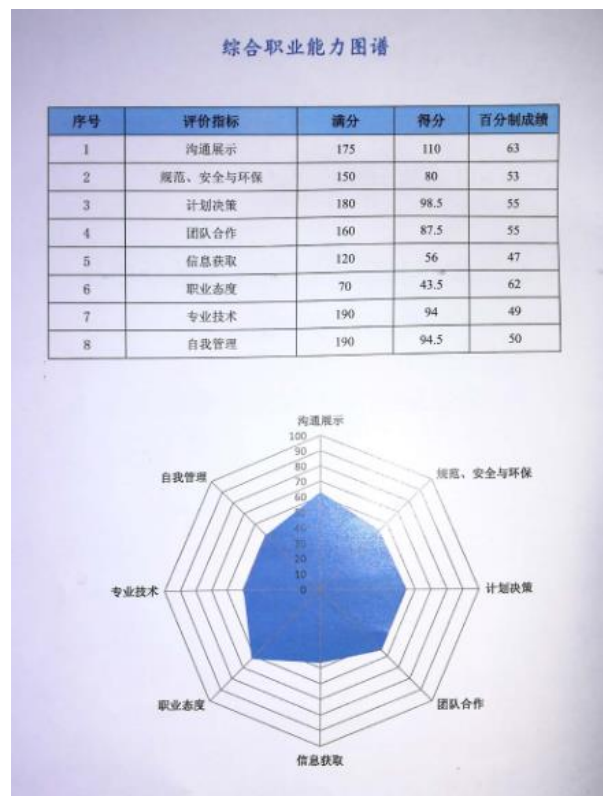 综合职业能力图谱
序号 评价指标 满分 得分 百分制成绩
1 沟通展示 175 110 63
2 规范、安全与环保 150 80 53
3 计划决策 180 98.5 55
4 团队合作 160 87.5 55
5 信息获取 120 56 47
6 职业态度 70 43.5 62
7 专业技术 190 94 49
8 自我管理 190 94.5 50
沟通展示
100
90
自我管理 80 规范、安全与环保
70
60
50
40
30
20
10
专业技术 0 计划决策
职业态度 团队合作
信息获取